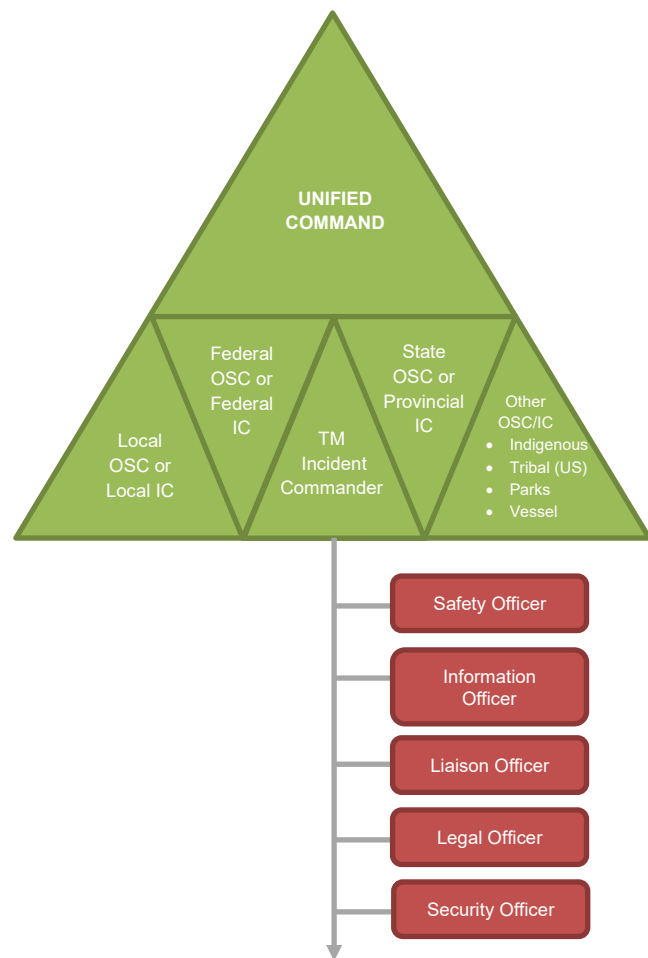 UNIFIED
COMMAND
Local
OSC or
Local IC
Federal
OSC or
Federal
IC
TM
Incident
Commander
State
OSC or
Provincial
IC
Other
OSC/IC
• Indigenous
• Tribal (US)
• Parks
• Vessel
Safety Officer
Information
Officer
Liaison Officer
Legal Officer
Security Officer